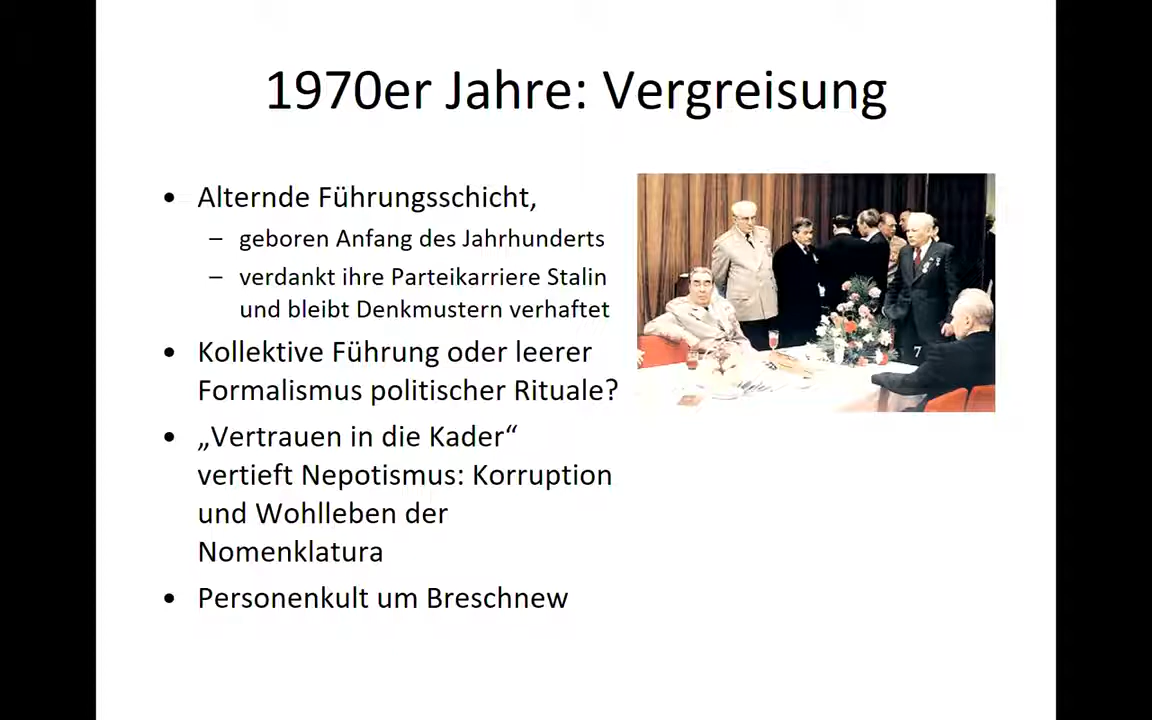 1970er Jahre: Vergreisung
• Alternde Führungsschicht,
– geboren Anfang des Jahrhunderts
– verdankt ihre Parteikarriere Stalin
und bleibt Denkmustern verhaftet
• Kollektive Führung oder leerer
Formalismus politischer Rituale?
• „Vertrauen in die Kader“
vertieft Nepotismus: Korruption
und Wohlleben der
Nomenklatura
• Personenkult um Breschnew
7